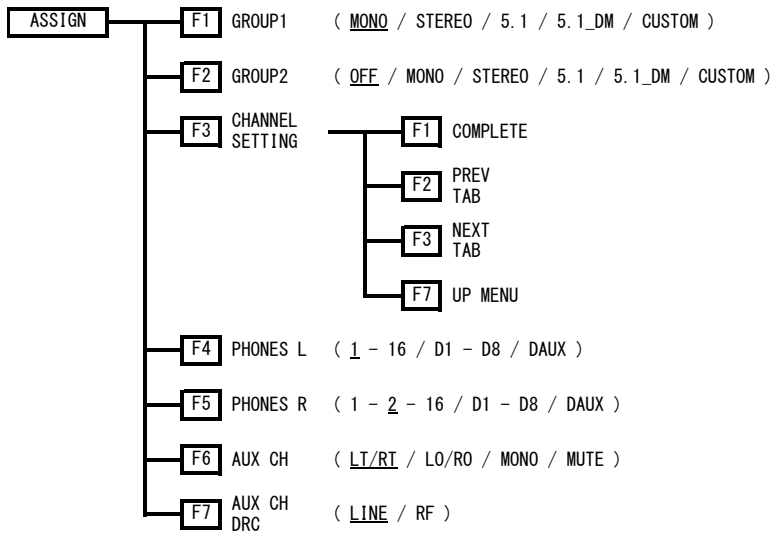 ASSIGN F1 GROUP1 ( MONO / STEREO / 5.1 / 5.1_DM / CUSTOM )
F2 GROUP2 ( OFF / MONO / STEREO / 5.1 / 5.1_DM / CUSTOM )
F3 CHANNEL SETTING F1 COMPLETE
F2 PREV TAB
F3 NEXT TAB
F7 UP MENU
F4 PHONES L ( 1 - 16 / D1 - D8 / DAUX )
F5 PHONES R ( 1 - 2 - 16 / D1 - D8 / DAUX )
F6 AUX CH ( LT/RT / LO/RO / MONO / MUTE )
F7 AUX CH DRC ( LINE / RF )